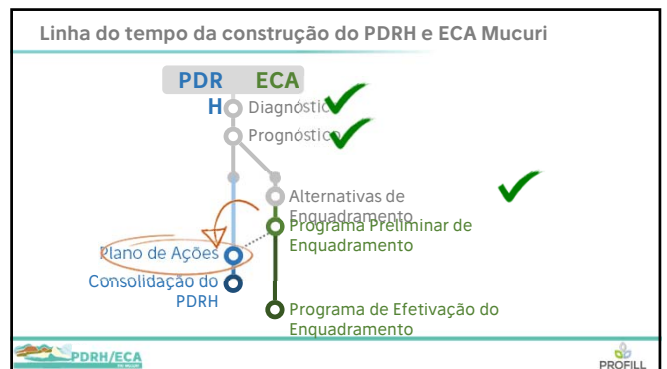 Linha do tempo da construção do PDRH e ECA Mucuri
PDR
H
ECA
Diagnóstico
Prognóstico
Alternativas de
Enquadramento
Programa Preliminar de
Enquadramento
Plano de Ações
Consolidação do
PDRH
Programa de Efetivação do
Enquadramento
PDRH/ECA
PROFILL